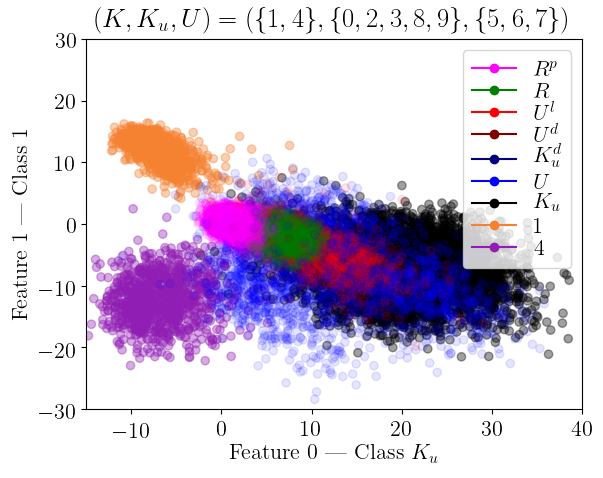 (K, K_u, U) = ({1, 4}, {0, 2, 3, 8, 9}, {5, 6, 7})
30
20
10
0
−10
−20
−30
Feature 1 — Class 1
R^p
R
U^l
U^d
K_u^d
U
K_u
1
4
−10 0 10 20 30 40
Feature 0 — Class K_u